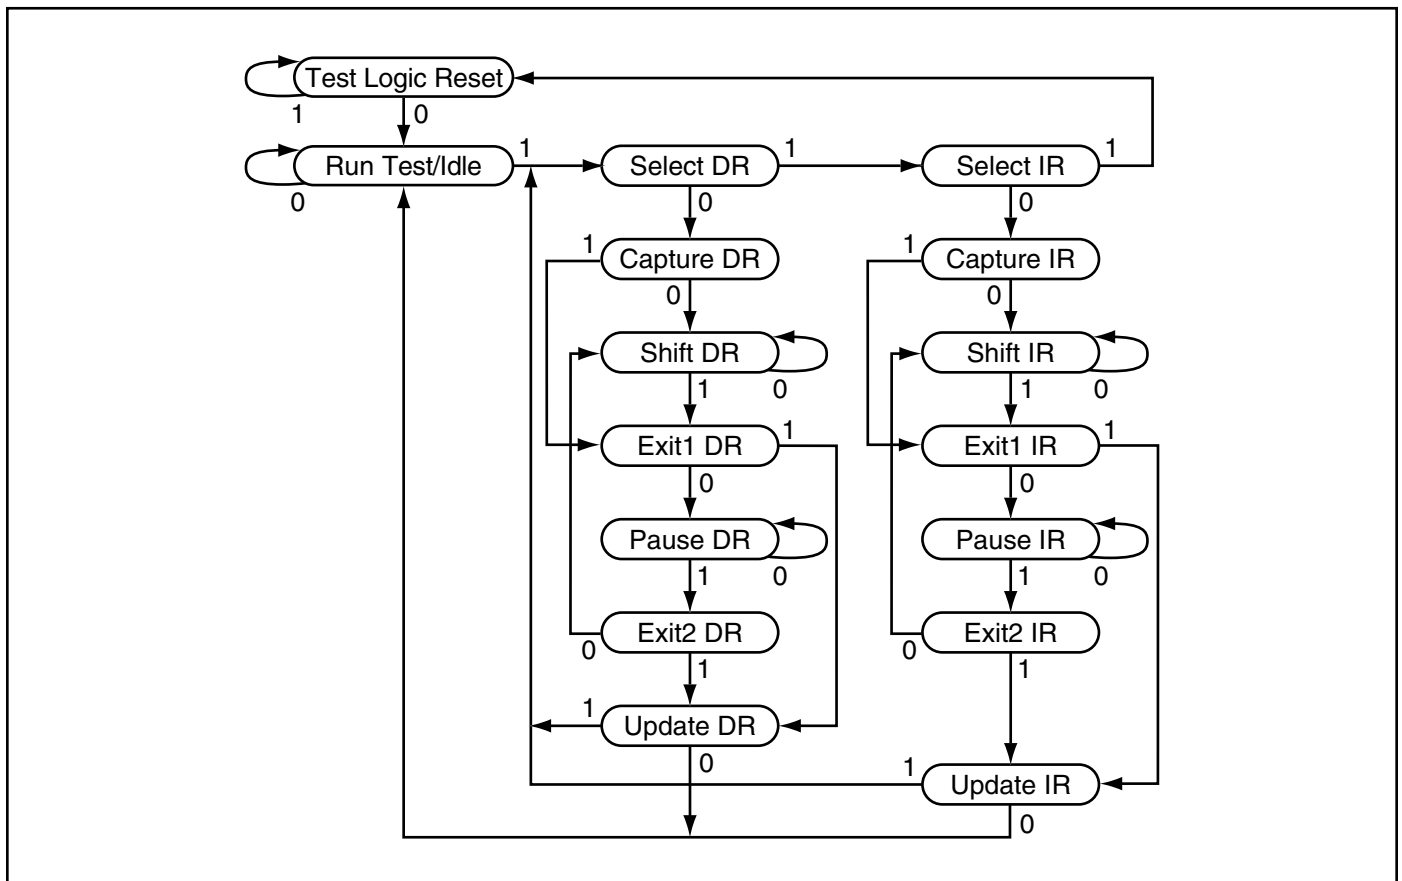 Test Logic Reset
1
0
Run Test/Idle
1
0
Select DR
1
0
Select IR
1
0
1
Capture DR
0
1
Capture IR
0
Shift DR
0
1
Shift IR
0
1
Exit1 DR
1
0
Exit1 IR
1
0
Pause DR
0
1
Pause IR
0
1
Exit2 DR
0
1
Exit2 IR
0
1
1
Update DR
0
1
Update IR
0